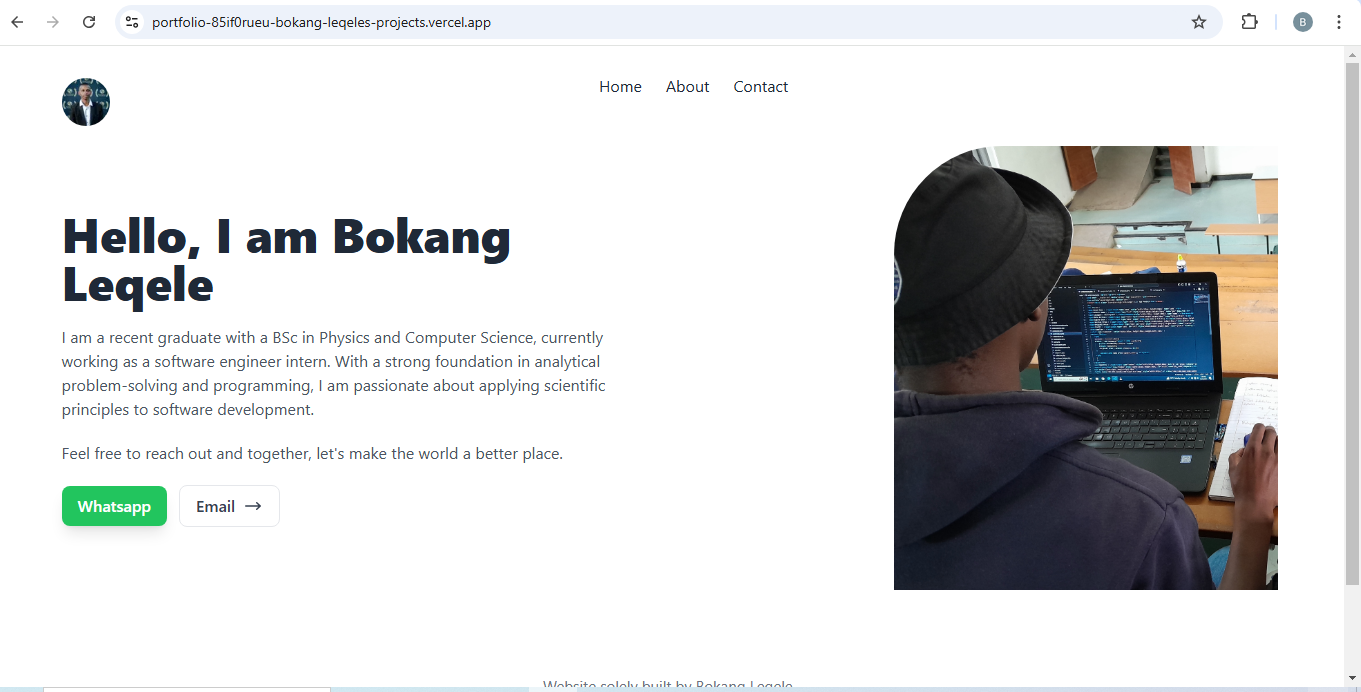 portfolio-85if0rueu-bokang-leqeles-projects.vercel.app
B
Home About Contact
Hello, I am Bokang
Leqele
I am a recent graduate with a BSc in Physics and Computer Science, currently
working as a software engineer intern. With a strong foundation in analytical
problem-solving and programming, I am passionate about applying scientific
principles to software development.
Feel free to reach out and together, let's make the world a better place.
Whatsapp Email →
Website solely built by Bokang Leqele